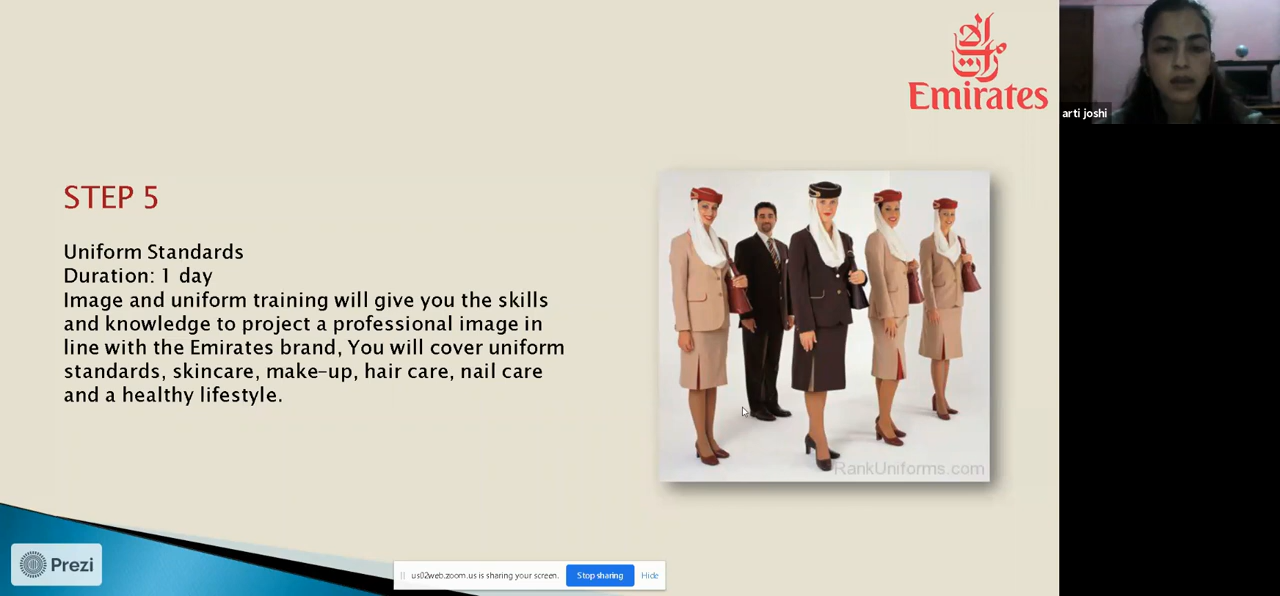 Emirates
arti joshi
STEP 5
Uniform Standards
Duration: 1 day
Image and uniform training will give you the skills
and knowledge to project a professional image in
line with the Emirates brand, You will cover uniform
standards, skincare, make-up, hair care, nail care
and a healthy lifestyle.
RankUniforms.com
Prezi
us02web.zoom.us is sharing your screen.
Stop sharing
Hide